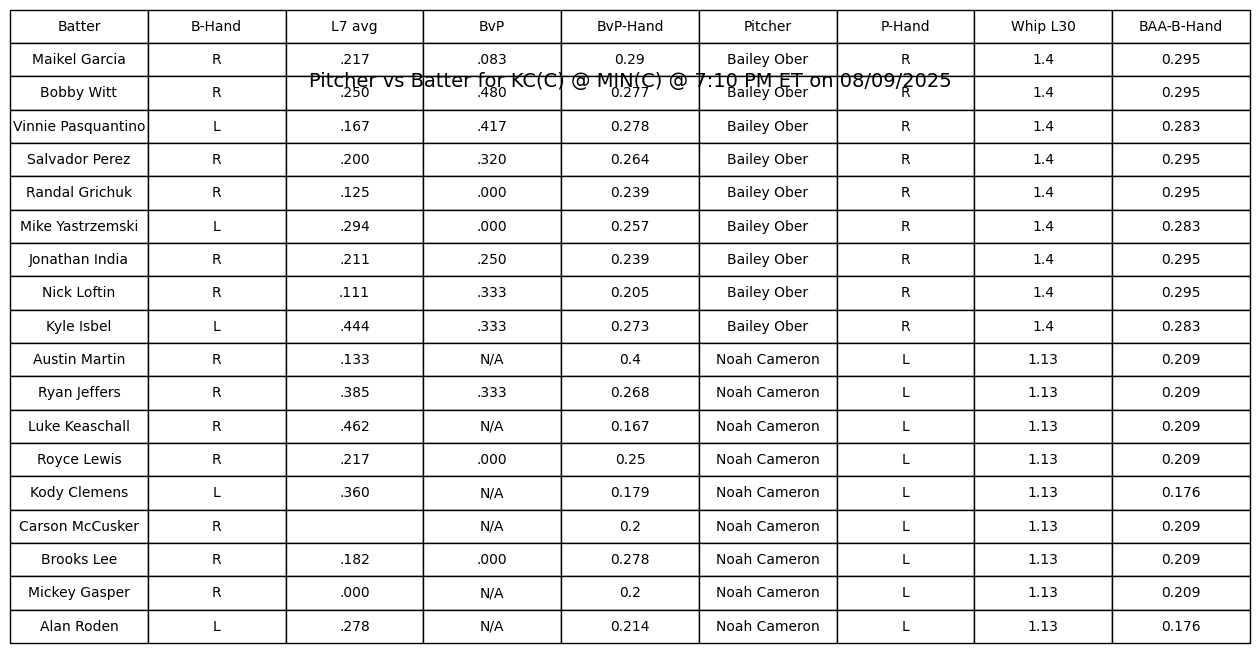 Batter B-Hand L7 avg BvP BvP-Hand Pitcher P-Hand Whip L30 BAA-B-Hand
Maikel Garcia R .217 .083 0.29 Bailey Ober R 1.4 0.295
Pitcher vs Batter for KC(C) @ MIN(C) @ 7:10 PM ET on 08/09/2025
Bobby Witt R .250 .480 0.277 Bailey Ober R 1.4 0.295
Vinnie Pasquantino L .167 .417 0.278 Bailey Ober R 1.4 0.283
Salvador Perez R .200 .320 0.264 Bailey Ober R 1.4 0.295
Randal Grichuk R .125 .000 0.239 Bailey Ober R 1.4 0.295
Mike Yastrzemski L .294 .000 0.257 Bailey Ober R 1.4 0.283
Jonathan India R .211 .250 0.239 Bailey Ober R 1.4 0.295
Nick Loftin R .111 .333 0.205 Bailey Ober R 1.4 0.295
Kyle Isbel L .444 .333 0.273 Bailey Ober R 1.4 0.283
Austin Martin R .133 N/A 0.4 Noah Cameron L 1.13 0.209
Ryan Jeffers R .385 .333 0.268 Noah Cameron L 1.13 0.209
Luke Keaschall R .462 N/A 0.167 Noah Cameron L 1.13 0.209
Royce Lewis R .217 .000 0.25 Noah Cameron L 1.13 0.209
Kody Clemens L .360 N/A 0.179 Noah Cameron L 1.13 0.176
Carson McCusker R N/A 0.2 Noah Cameron L 1.13 0.209
Brooks Lee R .182 .000 0.278 Noah Cameron L 1.13 0.209
Mickey Gasper R .000 N/A 0.2 Noah Cameron L 1.13 0.209
Alan Roden L .278 N/A 0.214 Noah Cameron L 1.13 0.176